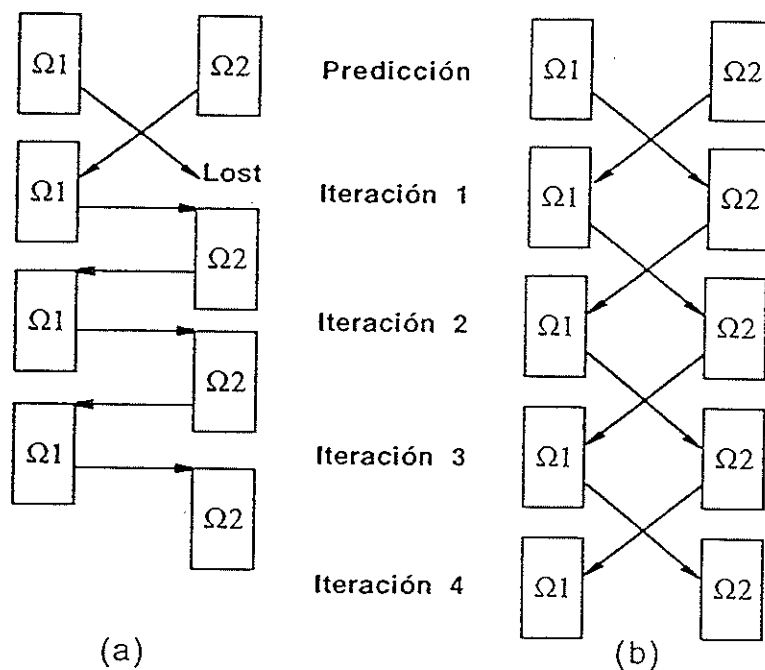 Ω1 Ω2 Predicción Ω1 Ω2
Ω1 Lost Iteración 1 Ω1 Ω2
Ω2
Ω1 Iteración 2 Ω1 Ω2
Ω2
Ω1 Iteración 3 Ω1 Ω2
Ω2
Iteración 4 Ω1 Ω2
(a) (b)